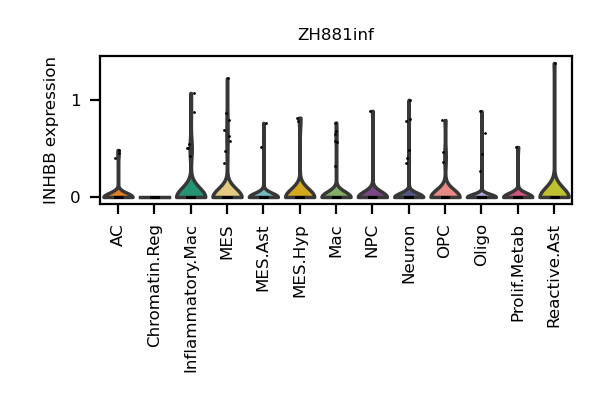 ZH881inf
INHBB expression
1
0
AC
Chromatin.Reg
Inflammatory.Mac
MES
MES.Ast
MES.Hyp
Mac
NPC
Neuron
OPC
Oligo
Prolif.Metab
Reactive.Ast